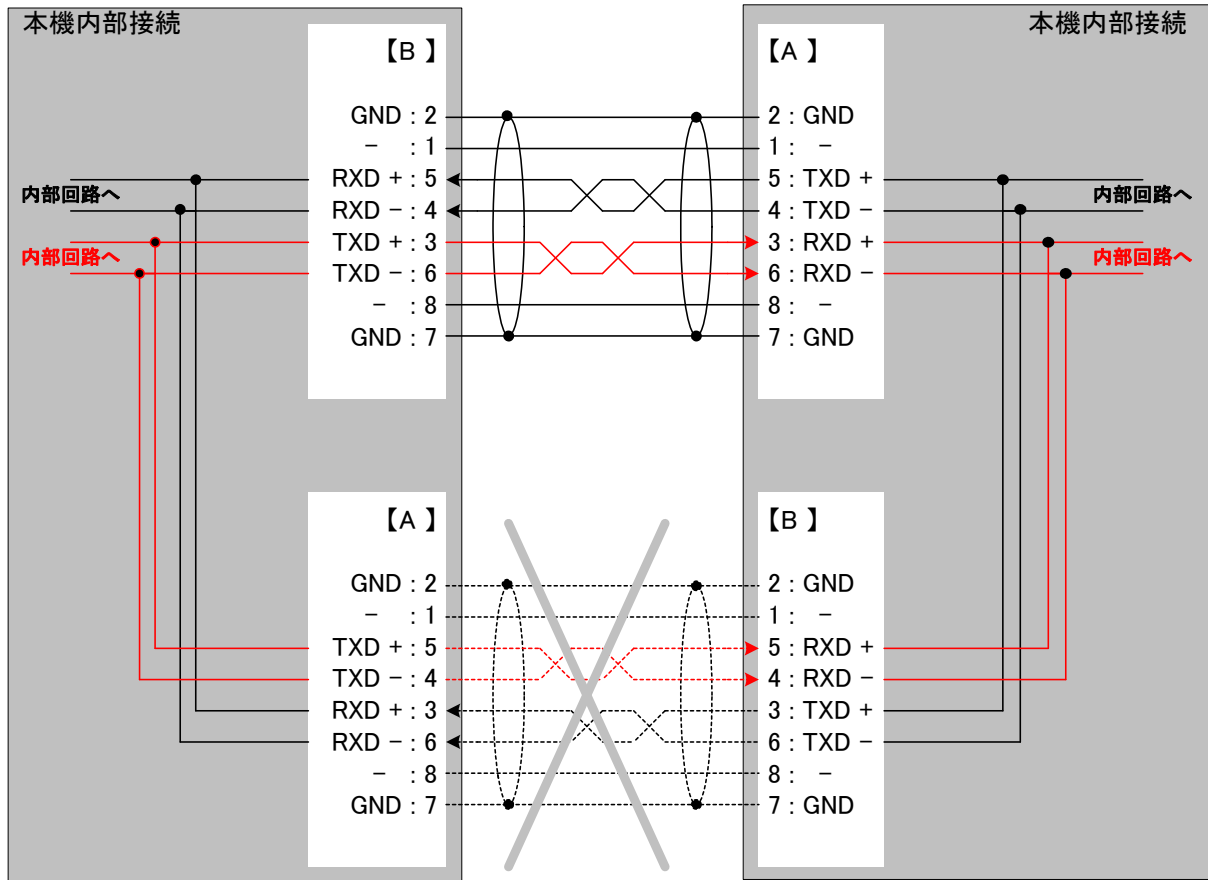 本機内部接続
本機内部接続
【B 】
【A 】
GND : 2
2 : GND
- : 1
1 : -
RXD + : 5
5 : TXD +
RXD - : 4
4 : TXD -
TXD + : 3
3 : RXD +
TXD - : 6
6 : RXD -
- : 8
8 : -
GND : 7
7 : GND
内部回路へ
内部回路へ
内部回路へ
内部回路へ
【A 】
【B 】
GND : 2
2 : GND
- : 1
1 : -
TXD + : 5
5 : RXD +
TXD - : 4
4 : RXD -
RXD + : 3
3 : TXD +
RXD - : 6
6 : TXD -
- : 8
8 : -
GND : 7
7 : GND